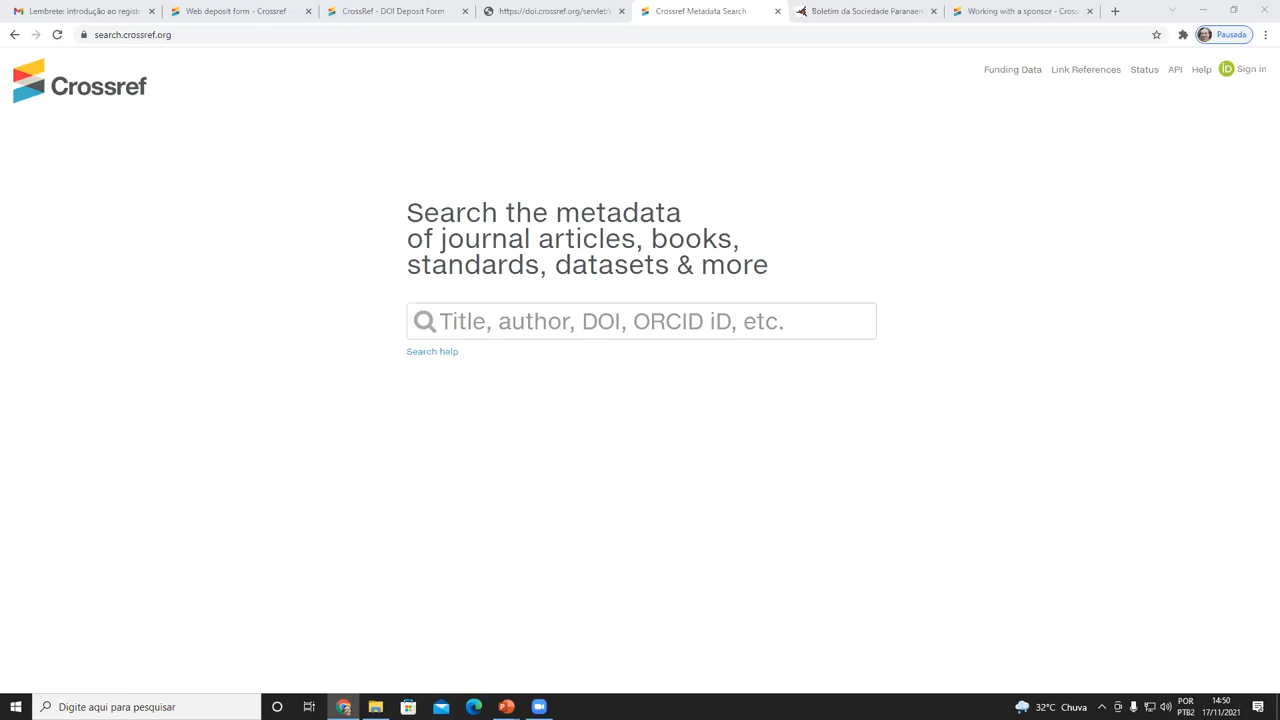 Lembrete: introdução ao registr
Web deposit form - Crossref
CrossRef - DOI Deposit Form
https://doi.crossref.org/servlet/
Crossref Metadata Search
Boletim da Sociedade Paranaen
Working with a sponsor - Cross
search.crossref.org
Pausada
Crossref
Funding Data Link References Status API Help iD Sign in
Search the metadata
of journal articles, books,
standards, datasets & more
Title, author, DOI, ORCID iD, etc.
Search help
Digite aqui para pesquisar
32°C Chuva
POR
PTB2
14:50
17/11/2021